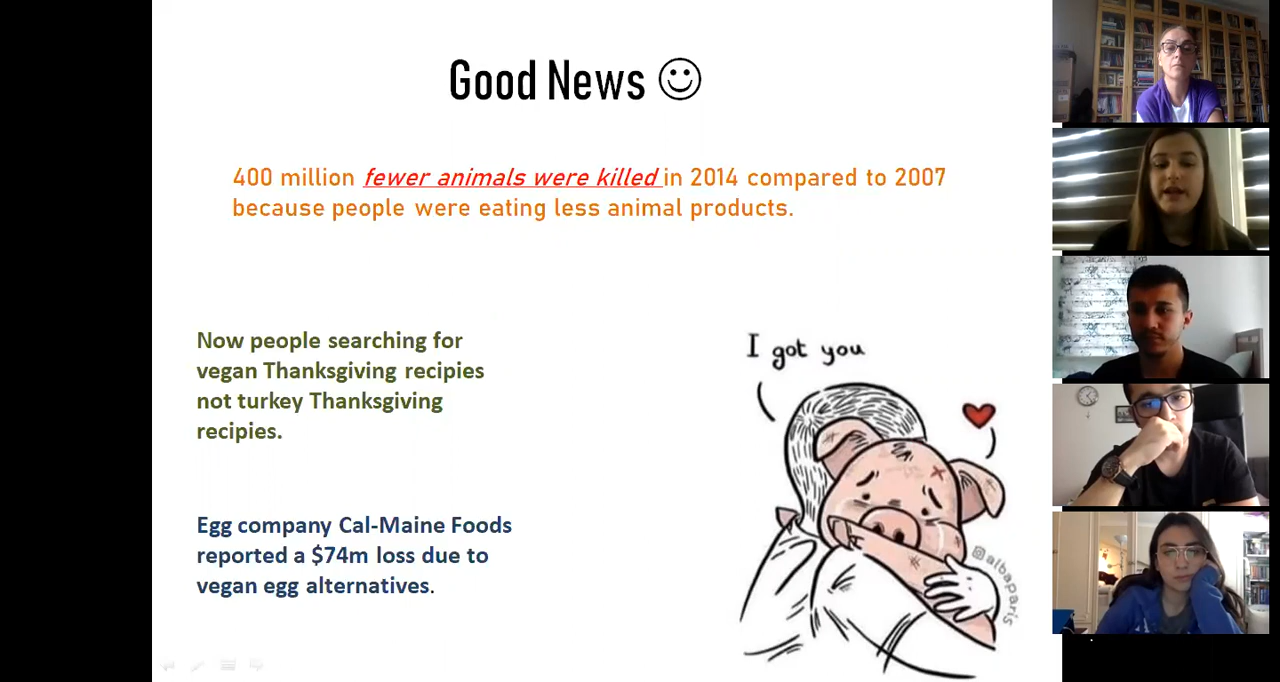 Good News ☺
400 million fewer animals were killed in 2014 compared to 2007
because people were eating less animal products.
Now people searching for
vegan Thanksgiving recipies
not turkey Thanksgiving
recipies.
I got you
Egg company Cal-Maine Foods
reported a $74m loss due to
vegan egg alternatives.
@albaparis